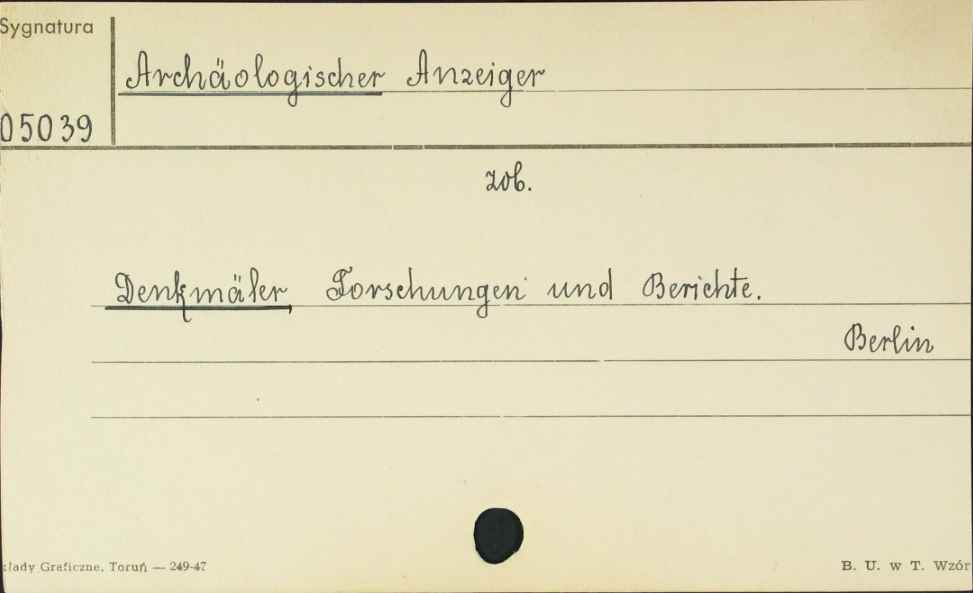 Sygnatura
Archäologischer Anzeiger
05039
zob.
Denkmäler, Forschungen und Berichte.
Berlin
kłady Graficzne, Toruń — 249-47
B. U. w T. Wzór